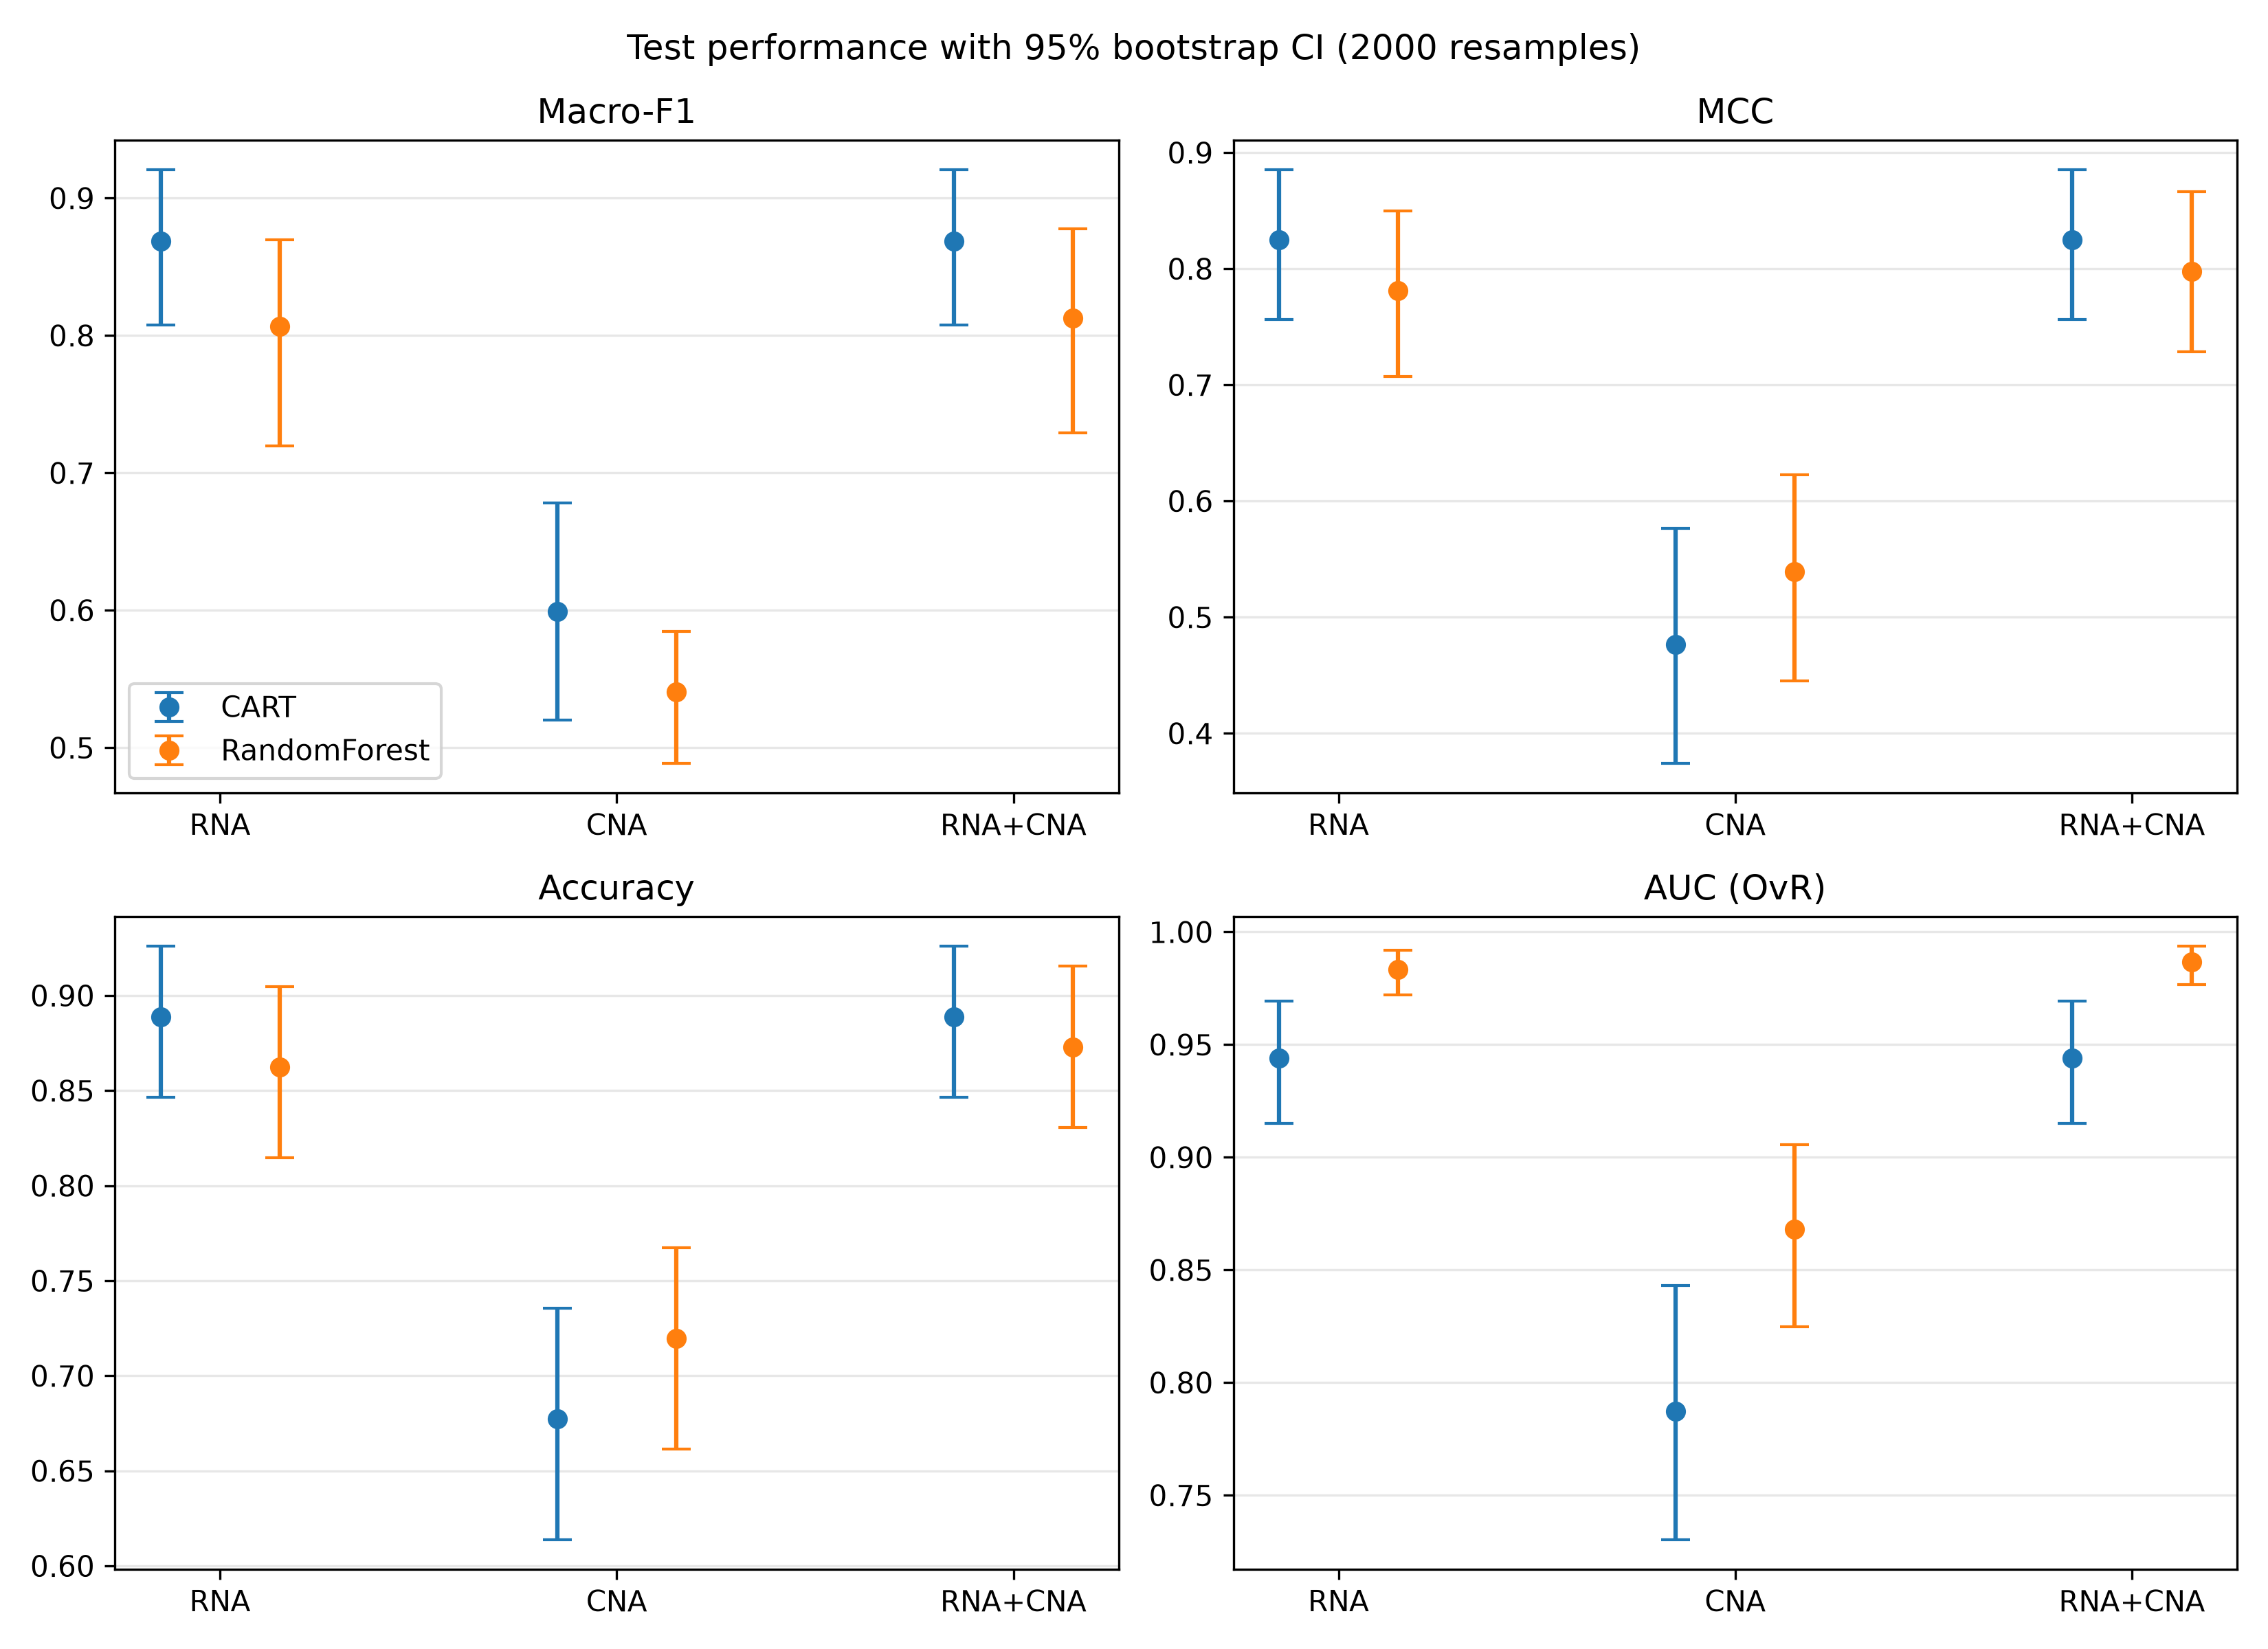 Test performance with 95% bootstrap CI (2000 resamples)
Macro-F1
0.9
0.8
0.7
0.6
0.5
CART
RandomForest
RNA
CNA
RNA+CNA
MCC
0.9
0.8
0.7
0.6
0.5
0.4
RNA
CNA
RNA+CNA
Accuracy
0.90
0.85
0.80
0.75
0.70
0.65
0.60
RNA
CNA
RNA+CNA
AUC (OvR)
1.00
0.95
0.90
0.85
0.80
0.75
RNA
CNA
RNA+CNA